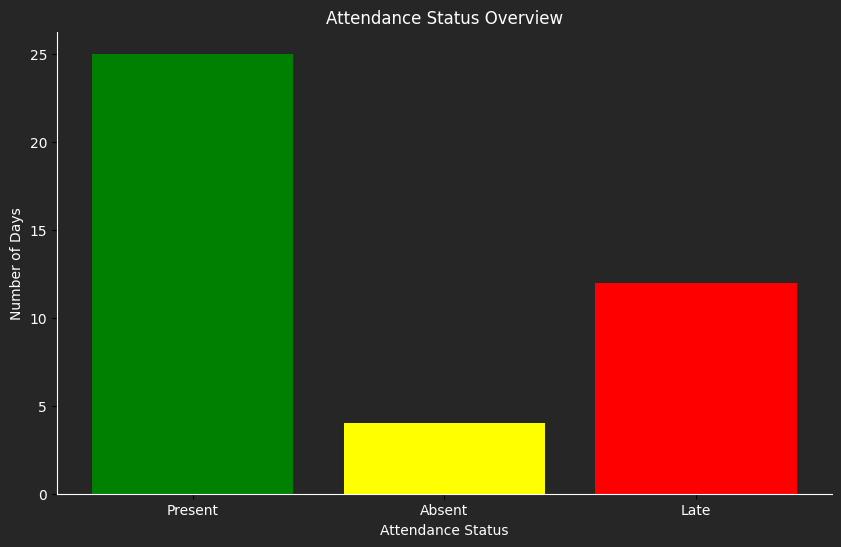 Attendance Status Overview
Number of Days
25
20
15
10
5
0
Present Absent Late
Attendance Status